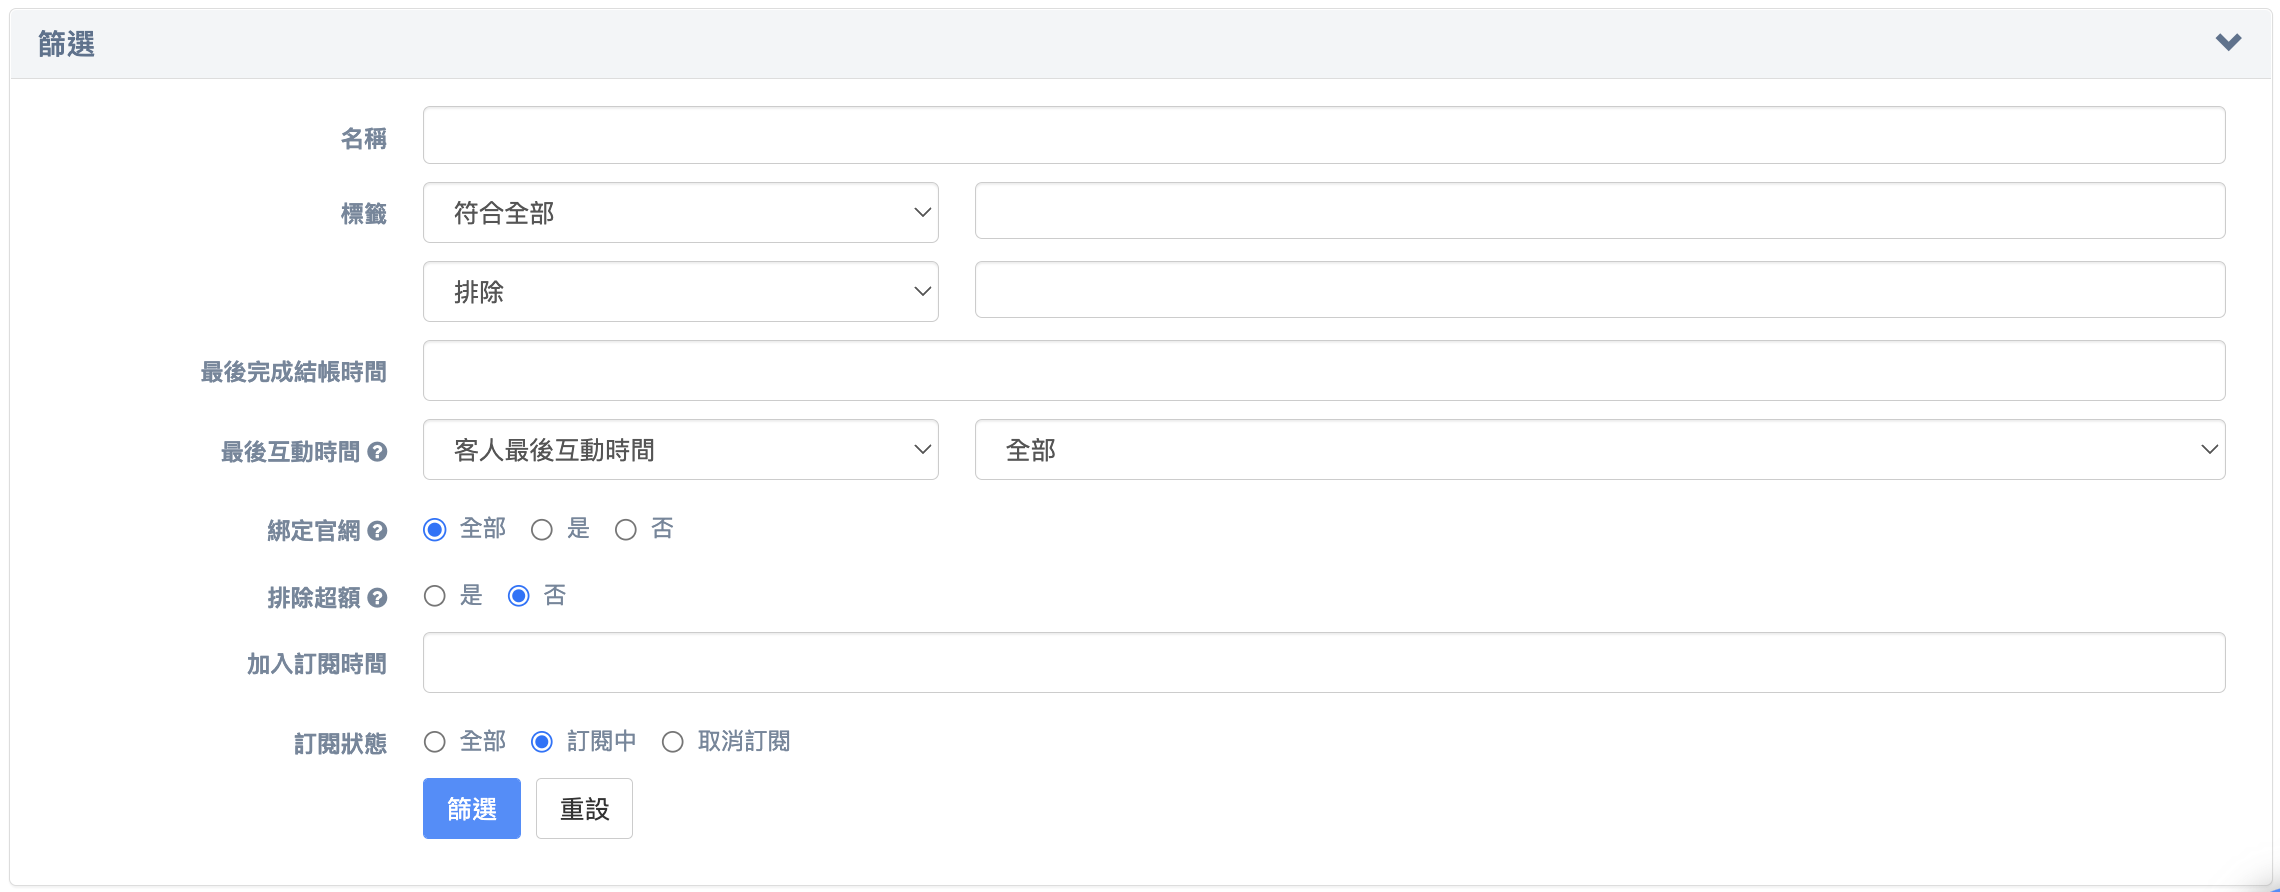 篩選
名稱
標籤 符合全部
排除
最後完成結帳時間
最後互動時間 ? 客人最後互動時間 全部
綁定官網 ? 全部 是 否
排除超額 ? 是 否
加入訂閱時間
訂閱狀態 全部 訂閱中 取消訂閱
篩選 重設